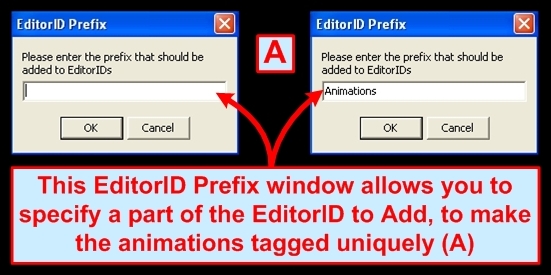 EditorID Prefix
Please enter the prefix that should be
added to EditorIDs
OK Cancel
A
EditorID Prefix
Please enter the prefix that should be
added to EditorIDs
Animations
OK Cancel
This EditorID Prefix window allows you to
specify a part of the EditorID to Add, to make
the animations tagged uniquely (A)